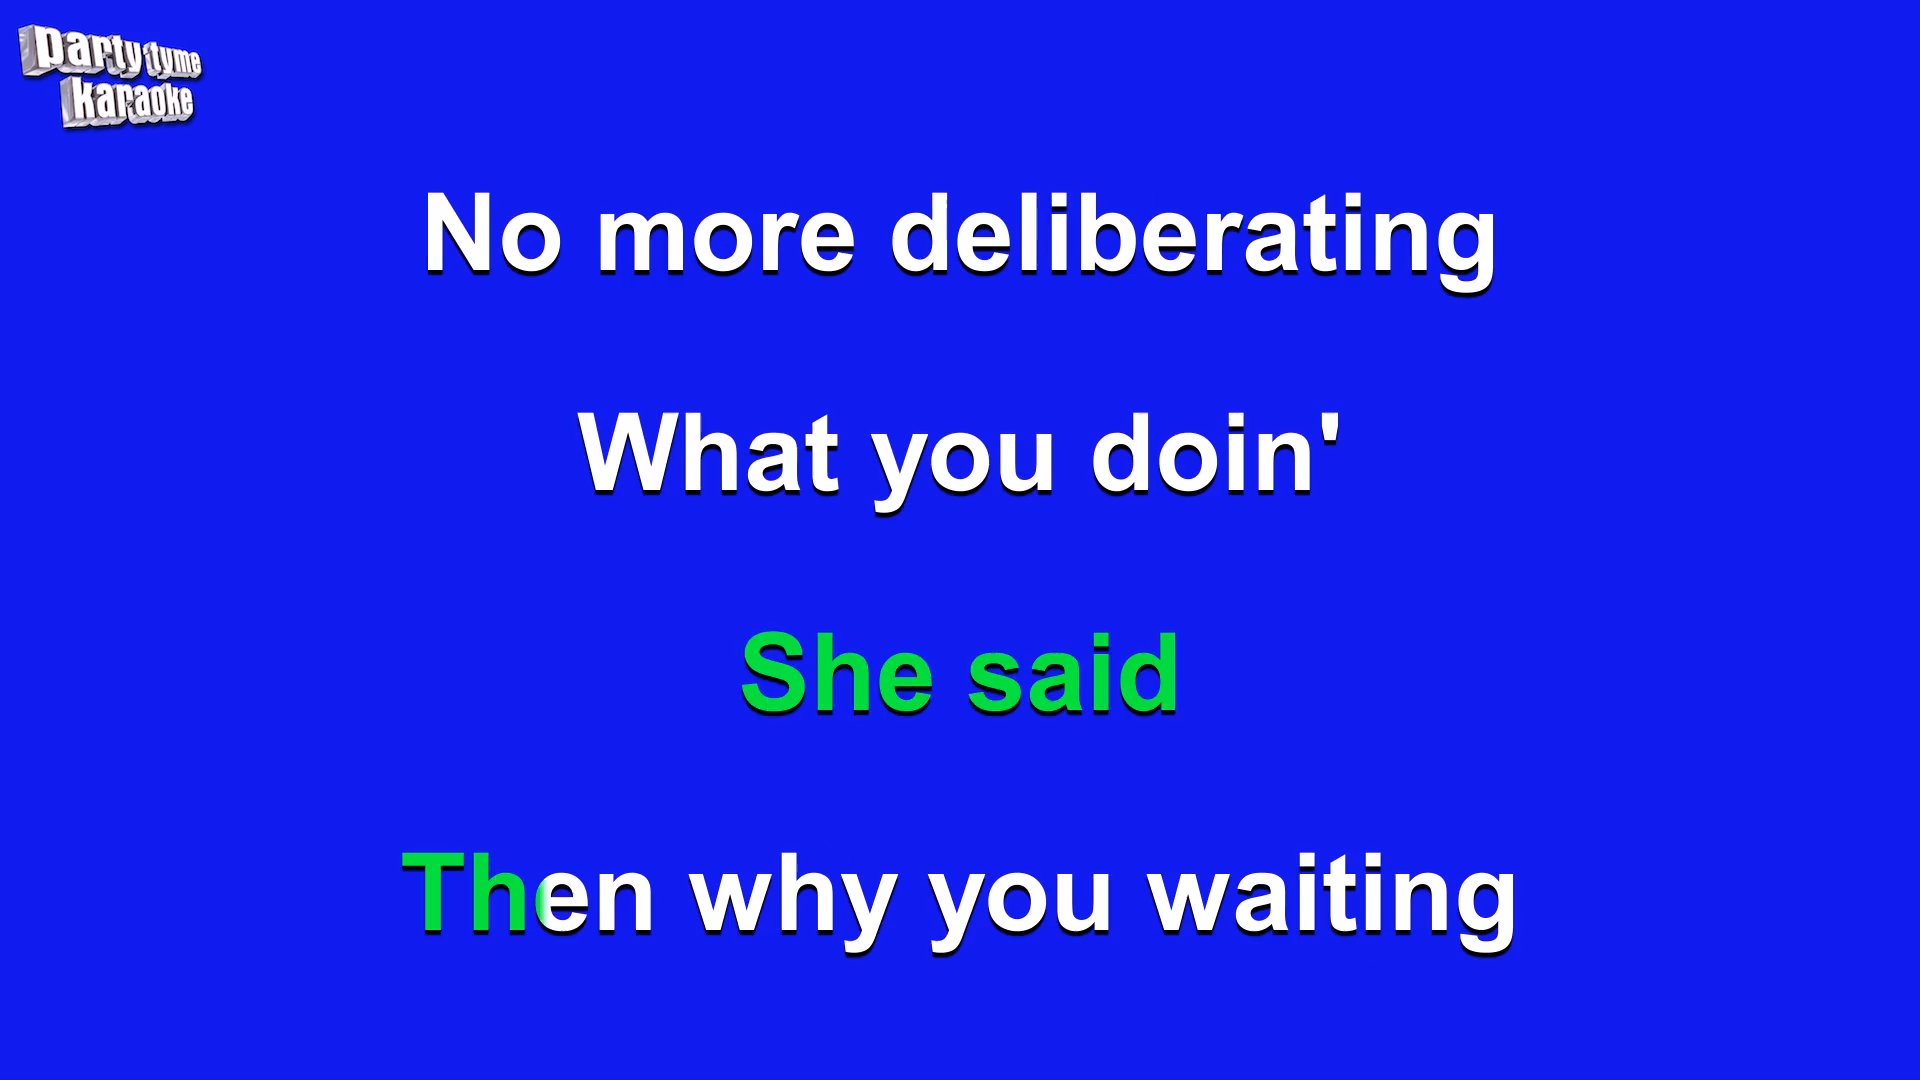 party tyme
karaoke
No more deliberating
What you doin'
She said
Then why you waiting